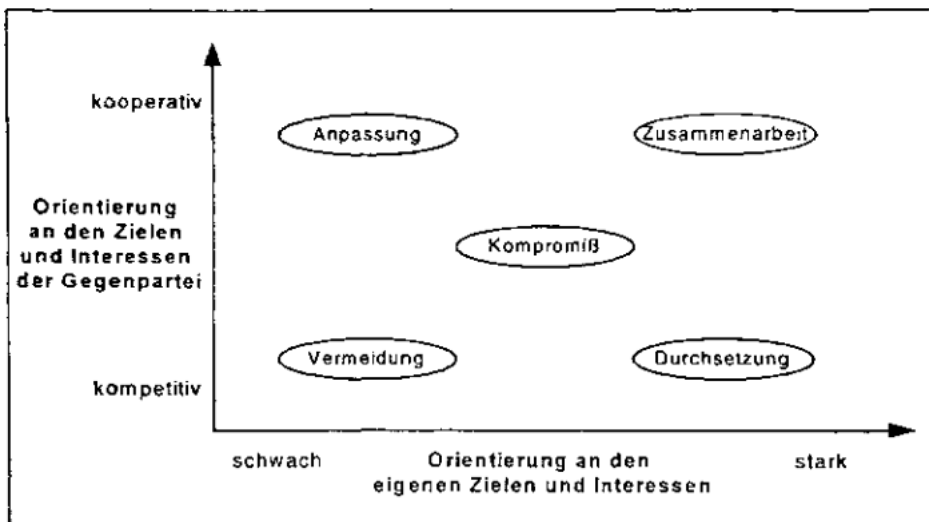 kooperativ
Anpassung
Zusammenarbeit
Orientierung
an den Zielen
und Interessen
der Gegenpartei
Kompromiß
Vermeidung
Durchsetzung
kompetitiv
schwach
Orientierung an den
eigenen Zielen und Interessen
stark